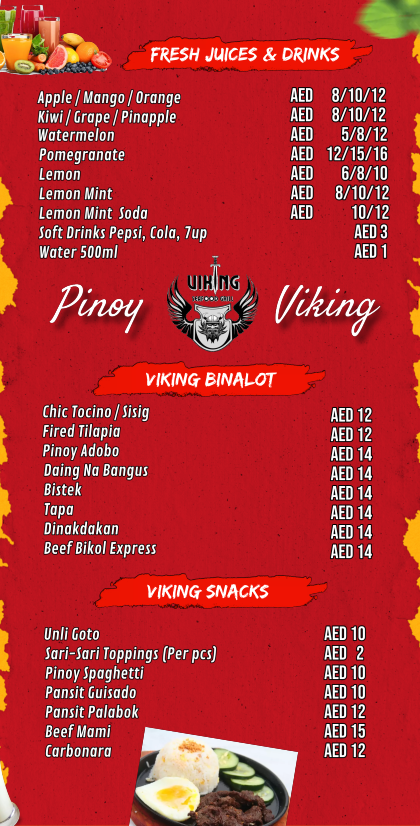 FRESH JUICES & DRINKS
Apple / Mango / Orange AED 8/10/12
Kiwi / Grape / Pinapple AED 8/10/12
Watermelon AED 5/8/12
Pomegranate AED 12/15/16
Lemon AED 6/8/10
Lemon Mint AED 8/10/12
Lemon Mint Soda AED 10/12
Soft Drinks Pepsi, Cola, 7up AED 3
Water 500ml AED 1
Pinoy VIKING Viking
SEAFOOD GRILL
VIKING BINALOT
Chic Tocino / Sisig AED 12
Fired Tilapia AED 12
Pinoy Adobo AED 14
Daing Na Bangus AED 14
Bistek AED 14
Tapa AED 14
Dinakdakan AED 14
Beef Bikol Express AED 14
VIKING SNACKS
Unli Goto AED 10
Sari-Sari Toppings (Per pcs) AED 2
Pinoy Spaghetti AED 10
Pansit Guisado AED 10
Pansit Palabok AED 12
Beef Mami AED 15
Carbonara AED 12